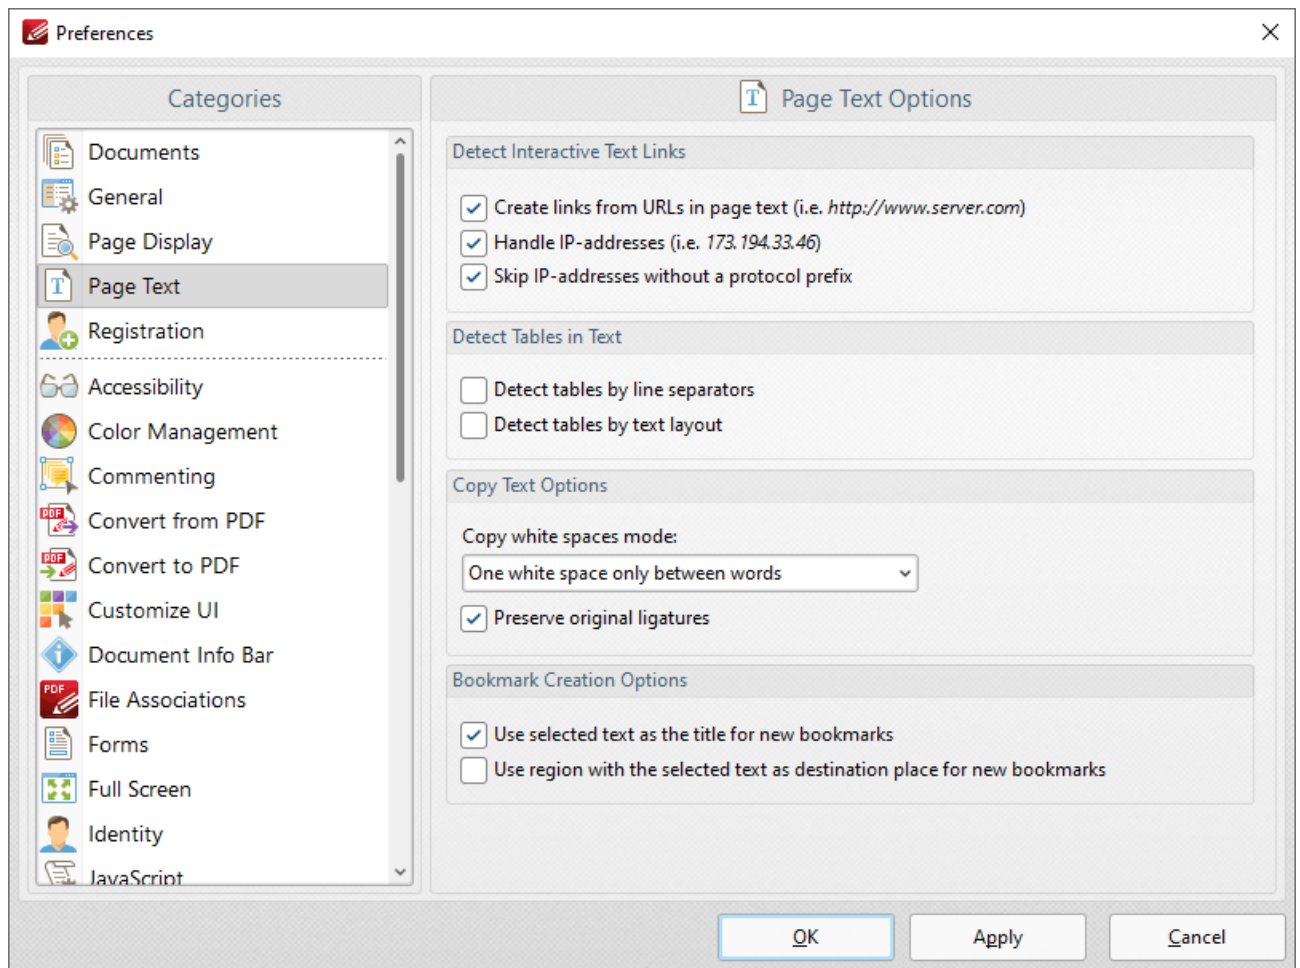 Preferences
Categories
Documents
General
Page Display
Page Text
Registration
Accessibility
Color Management
Commenting
Convert from PDF
Convert to PDF
Customize UI
Document Info Bar
File Associations
Forms
Full Screen
Identity
JavaScript
Page Text Options
Detect Interactive Text Links
Create links from URLs in page text (i.e. http://www.server.com)
Handle IP-addresses (i.e. 173.194.33.46)
Skip IP-addresses without a protocol prefix
Detect Tables in Text
Detect tables by line separators
Detect tables by text layout
Copy Text Options
Copy white spaces mode:
One white space only between words
Preserve original ligatures
Bookmark Creation Options
Use selected text as the title for new bookmarks
Use region with the selected text as destination place for new bookmarks
OK Apply Cancel